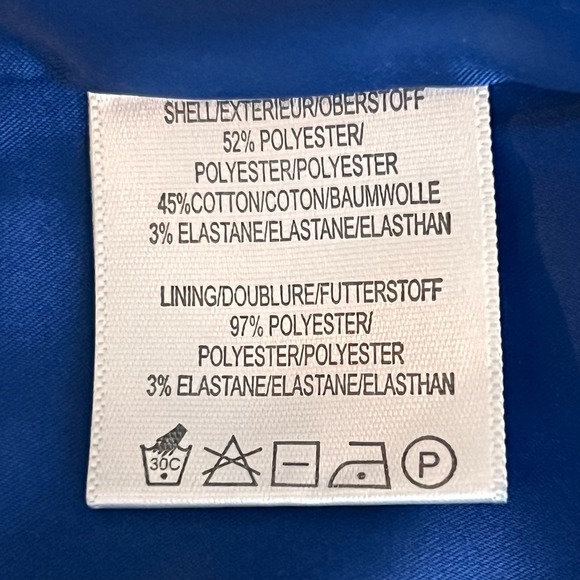 SHELL/EXTERIEUR/OBERSTOFF
52% POLYESTER/
POLYESTER/POLYESTER
45%COTTON/COTON/BAUMWOLLE
3% ELASTANE/ELASTANE/ELASTHAN
LINING/DOUBLURE/FUTTERSTOFF
97% POLYESTER/
POLYESTER/POLYESTER
3% ELASTANE/ELASTANE/ELASTHAN
30C P